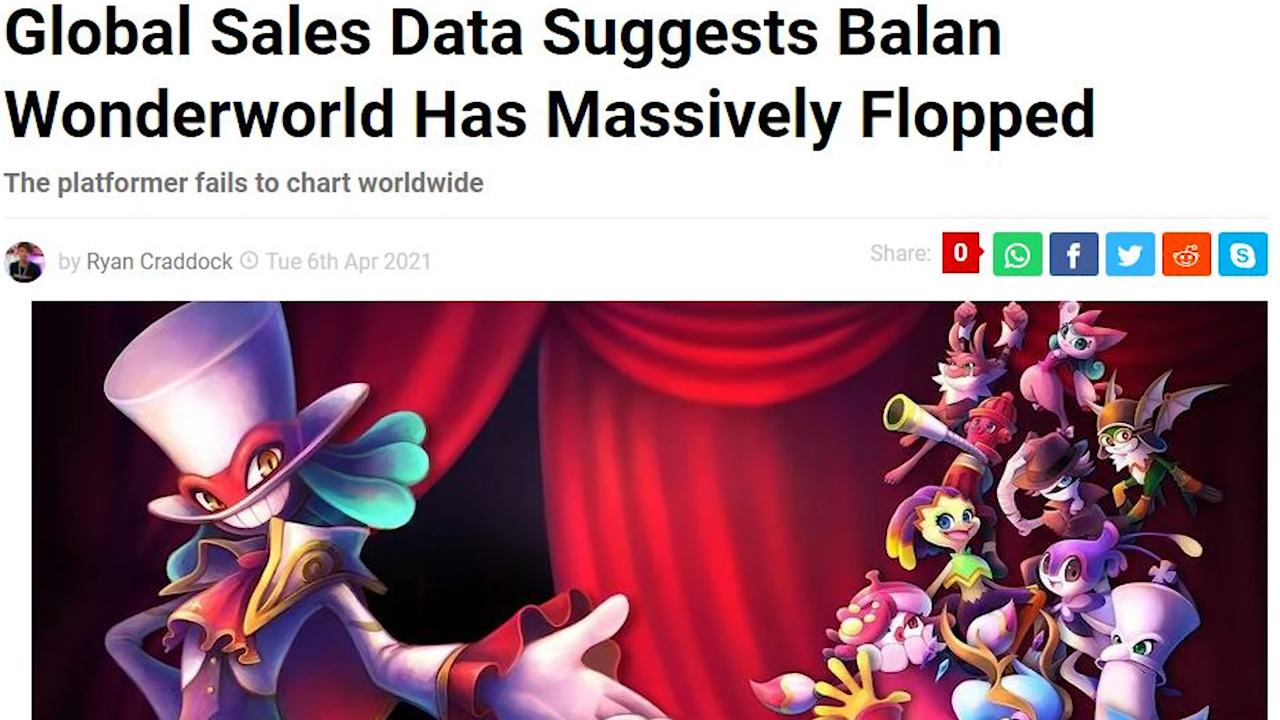 Global Sales Data Suggests Balan
Wonderworld Has Massively Flopped
The platformer fails to chart worldwide
by Ryan Craddock Tue 6th Apr 2021
Share: 0